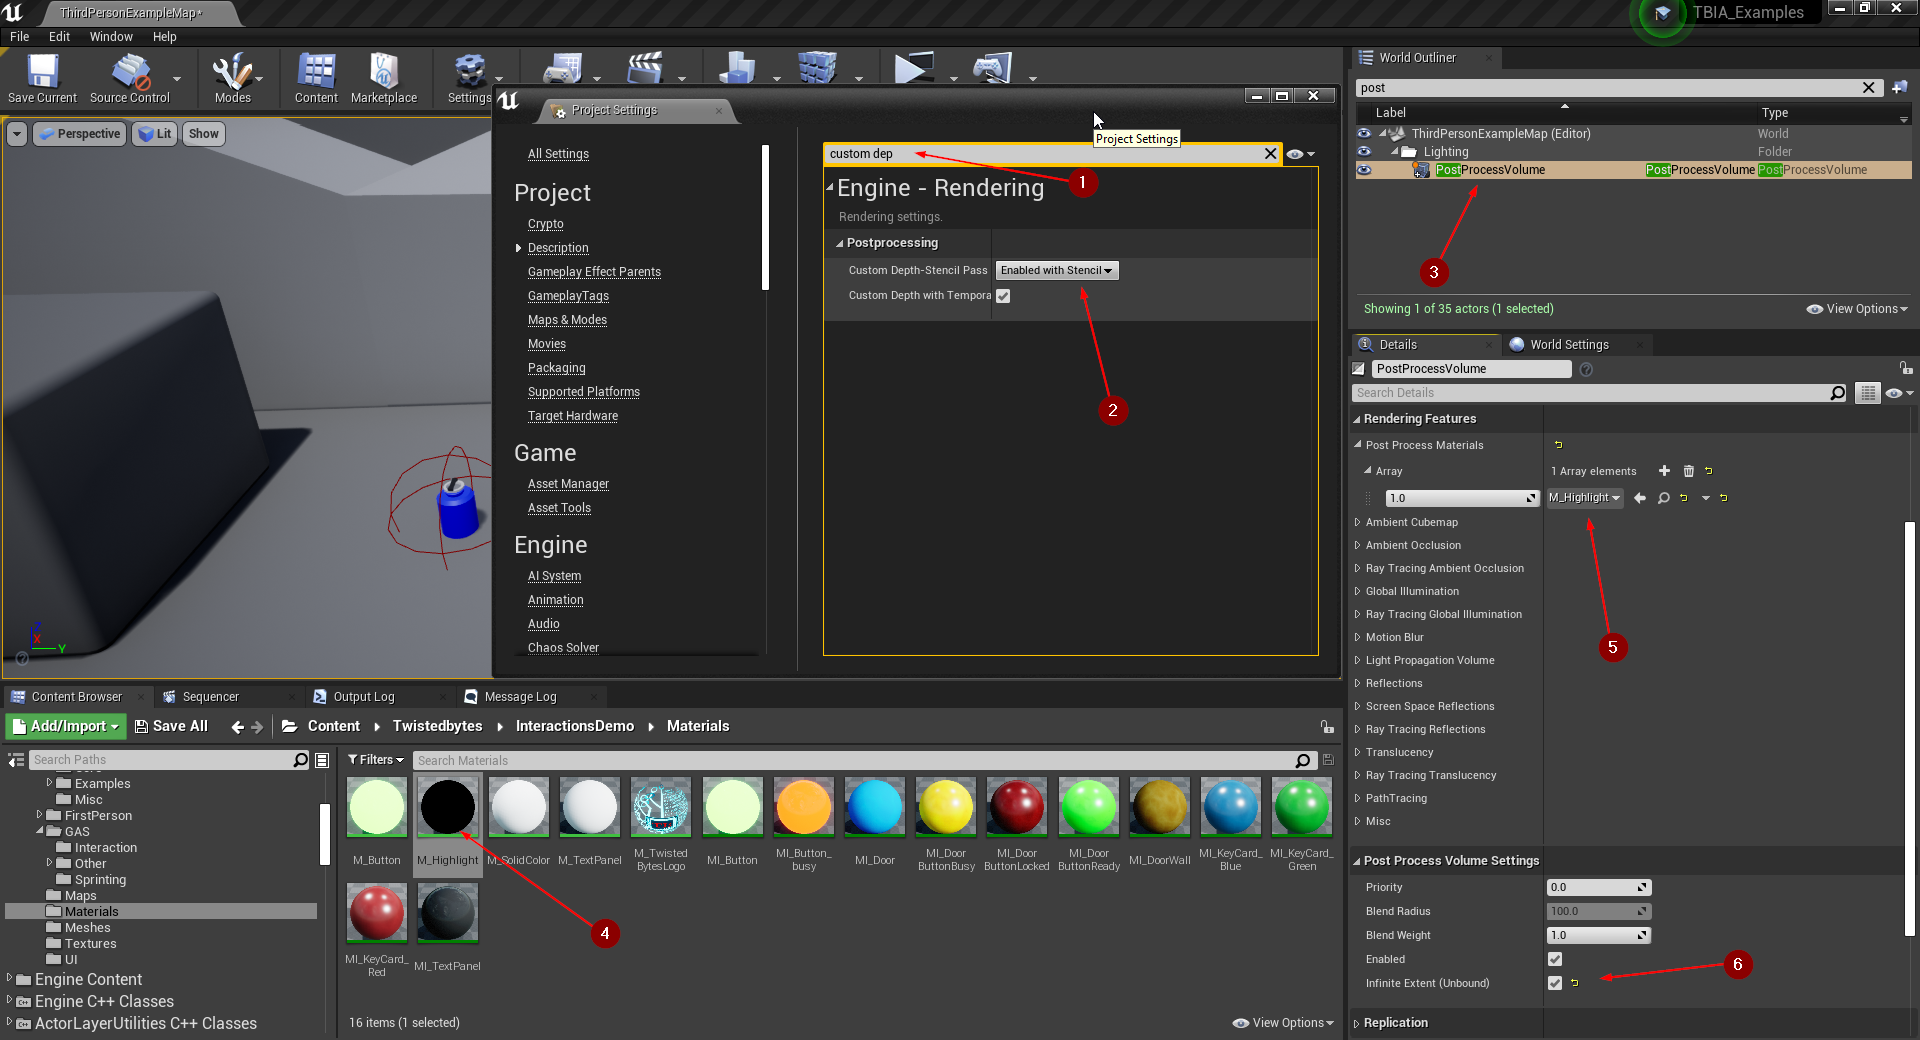 ThirdPersonExampleMap*
TBIA_Examples
File Edit Window Help
Save Current
Source Control
Modes
Content
Marketplace
Settings
Perspective
Lit
Show
Z
X
Y
Project Settings
Project Settings
All Settings
Project
Crypto
Description
Gameplay Effect Parents
GameplayTags
Maps & Modes
Movies
Packaging
Supported Platforms
Target Hardware
Game
Asset Manager
Asset Tools
Engine
AI System
Animation
Audio
Chaos Solver
custom dep
1
Engine - Rendering
Rendering settings.
Postprocessing
Custom Depth-Stencil Pass Enabled with Stencil
Custom Depth with Tempora
2
World Outliner
post
Label Type
ThirdPersonExampleMap (Editor) World
Lighting Folder
PostProcessVolume PostProcessVolume PostProcessVolume
3
Showing 1 of 35 actors (1 selected) View Options
Details World Settings
PostProcessVolume
Search Details
Rendering Features
Post Process Materials
Array 1 Array elements
1.0 M_Highlight
Ambient Cubemap
Ambient Occlusion
Ray Tracing Ambient Occlusion
Global Illumination
Ray Tracing Global Illumination
Motion Blur
5
Light Propagation Volume
Reflections
Screen Space Reflections
Ray Tracing Reflections
Translucency
Ray Tracing Translucency
PathTracing
Misc
Post Process Volume Settings
Priority 0.0
Blend Radius 100.0
Blend Weight 1.0
Enabled
6
Infinite Extent (Unbound)
Replication
Content Browser Sequencer Output Log Message Log
Add/Import Save All Content Twistedbytes InteractionsDemo Materials
Search Paths
Examples
Misc
FirstPerson
GAS
Interaction
Other
Sprinting
Maps
Materials
Meshes
Textures
UI
Engine Content
Engine C++ Classes
ActorLayerUtilities C++ Classes
Filters
Search Materials
M_Button
M_Highlight
M_SolidColor
M_TextPanel
M_Twisted
BytesLogo
MI_Button
MI_Button_
busy
MI_Door
MI_Door
ButtonBusy
MI_Door
ButtonLocked
MI_Door
ButtonReady
MI_DoorWall
MI_KeyCard_
Blue
MI_KeyCard_
Green
4
MI_KeyCard_
Red
MI_TextPanel
16 items (1 selected)
View Options